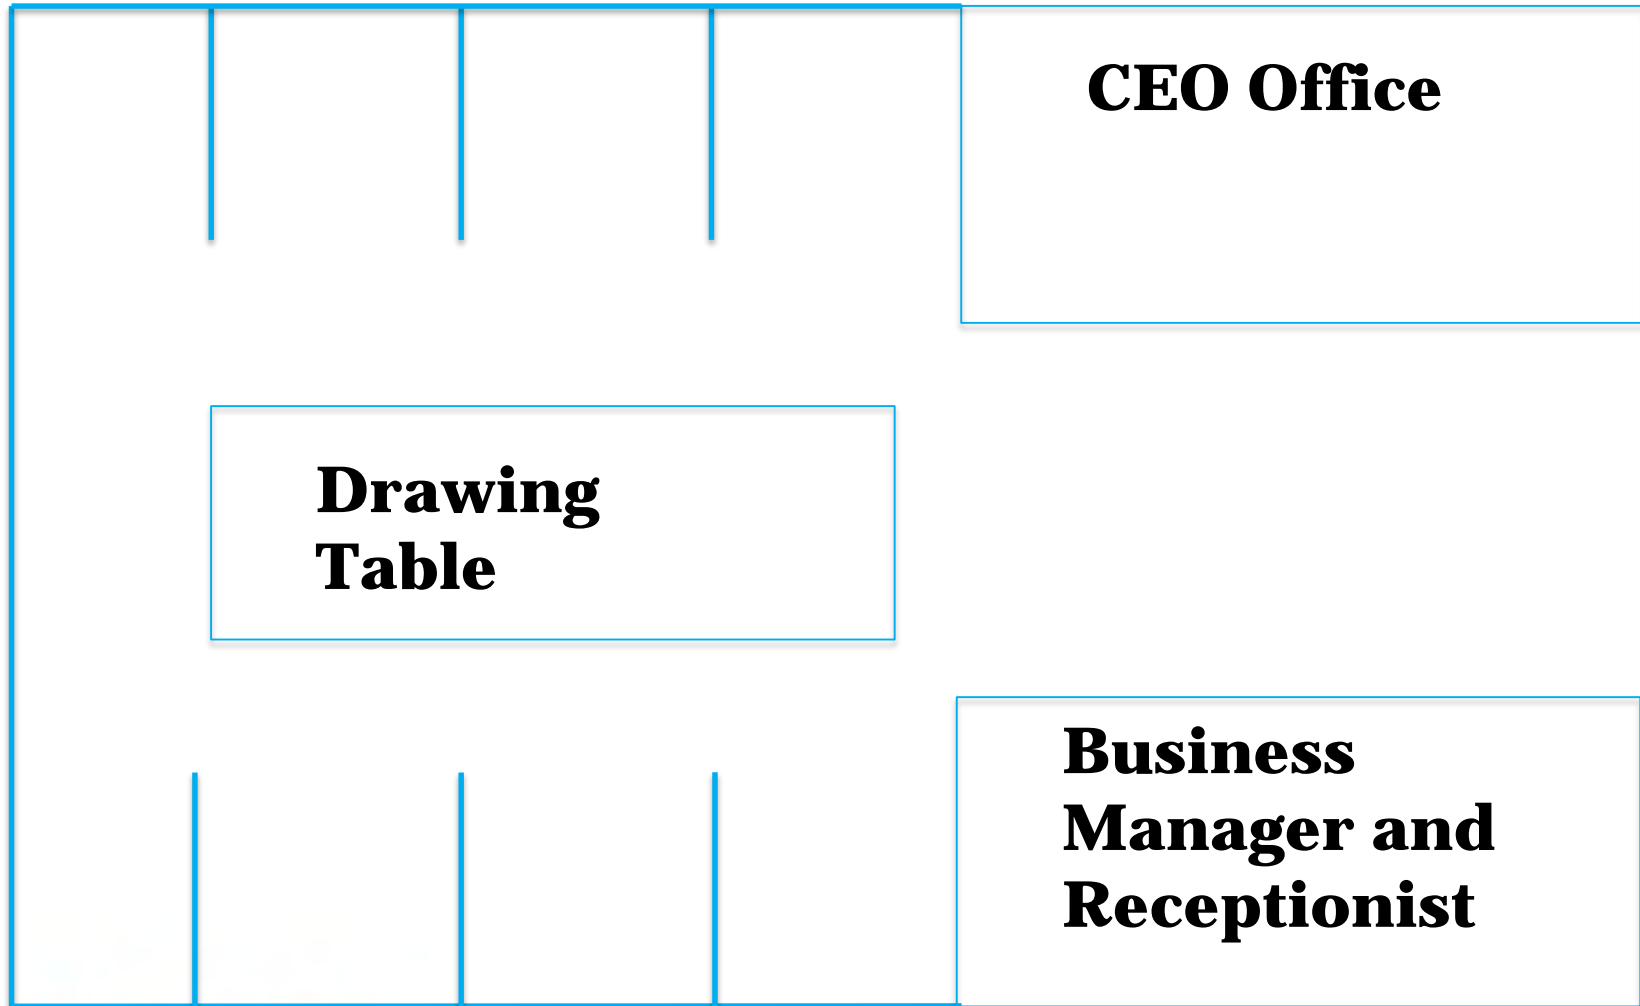 CEO Office
Drawing
Table
Business
Manager and
Receptionist